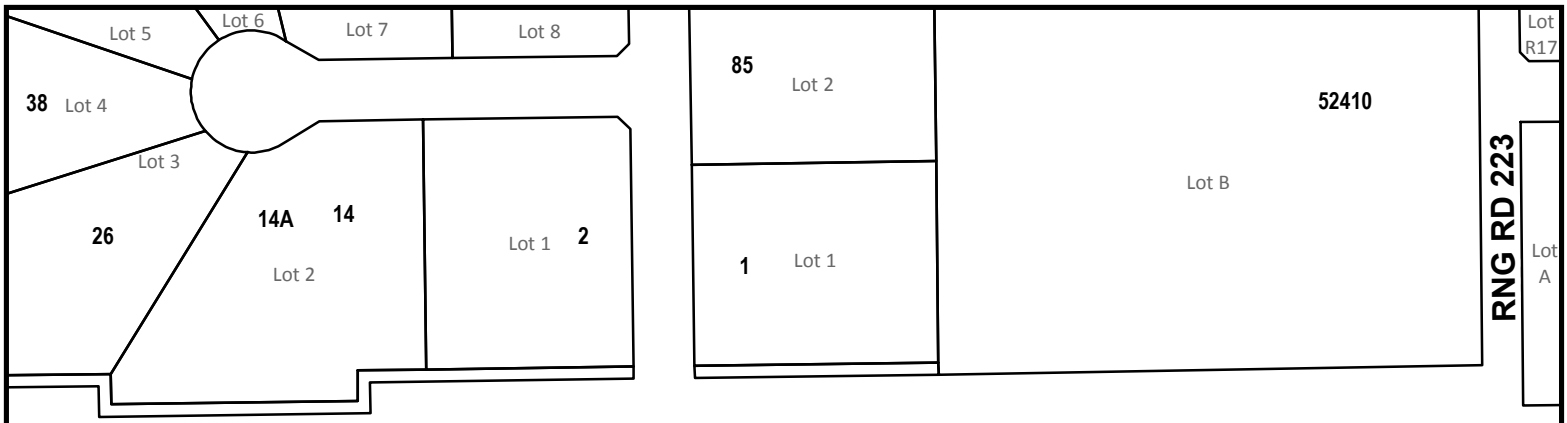 Lot 5
Lot 6
Lot 7
Lot 8
Lot
R17
38 Lot 4
85
Lot 2
52410
Lot 3
Lot B
RNG RD 223
26
14A 14
Lot 2
Lot 1 2
1 Lot 1
Lot
A